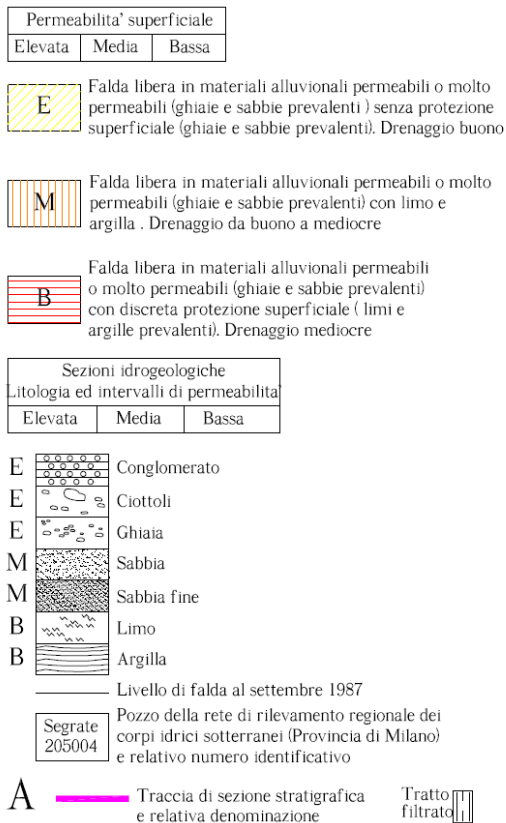 Permeabilita' superficiale
Elevata Media Bassa
E
Falda libera in materiali alluvionali permeabili o molto
permeabili (ghiaie e sabbie prevalenti ) senza protezione
superficiale (ghiaie e sabbie prevalenti). Drenaggio buono
M
Falda libera in materiali alluvionali permeabili o molto
permeabili (ghiaie e sabbie prevalenti) con limo e
argilla . Drenaggio da buono a mediocre
B
Falda libera in materiali alluvionali permeabili
o molto permeabili (ghiaie e sabbie prevalenti)
con discreta protezione superficiale ( limi e
argille prevalenti). Drenaggio mediocre
Sezioni idrogeologiche
Litologia ed intervalli di permeabilita'
Elevata Media Bassa
E Conglomerato
E Ciottoli
E Ghiaia
M Sabbia
M Sabbia fine
B Limo
B Argilla
Livello di falda al settembre 1987
Segrate
205004
Pozzo della rete di rilevamento regionale dei
corpi idrici sotterranei (Provincia di Milano)
e relativo numero identificativo
A
Traccia di sezione stratigrafica
e relativa denominazione
Tratto
filtrato